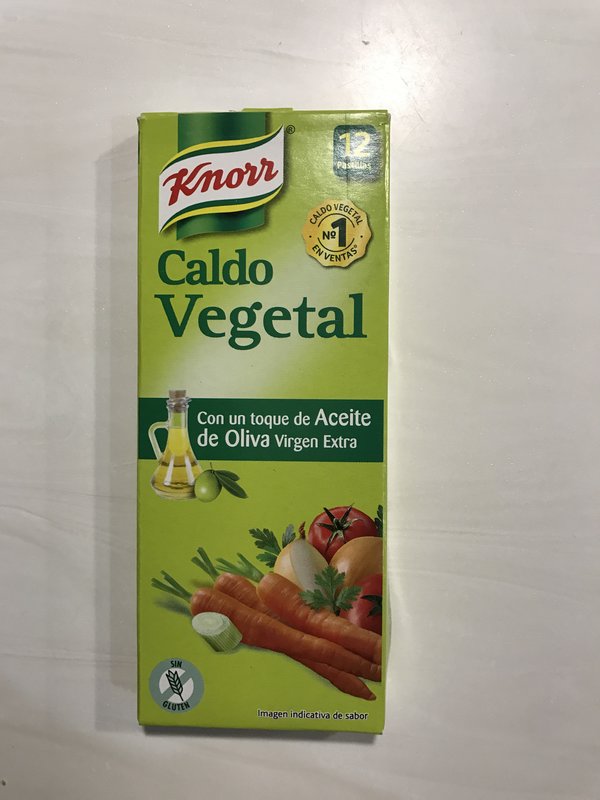 Knorr®
12
Pastillas
CALDO VEGETAL
Nº1
EN VENTAS*
Caldo
Vegetal
Con un toque de Aceite
de Oliva Virgen Extra
SIN
GLUTEN
Imagen indicativa de sabor